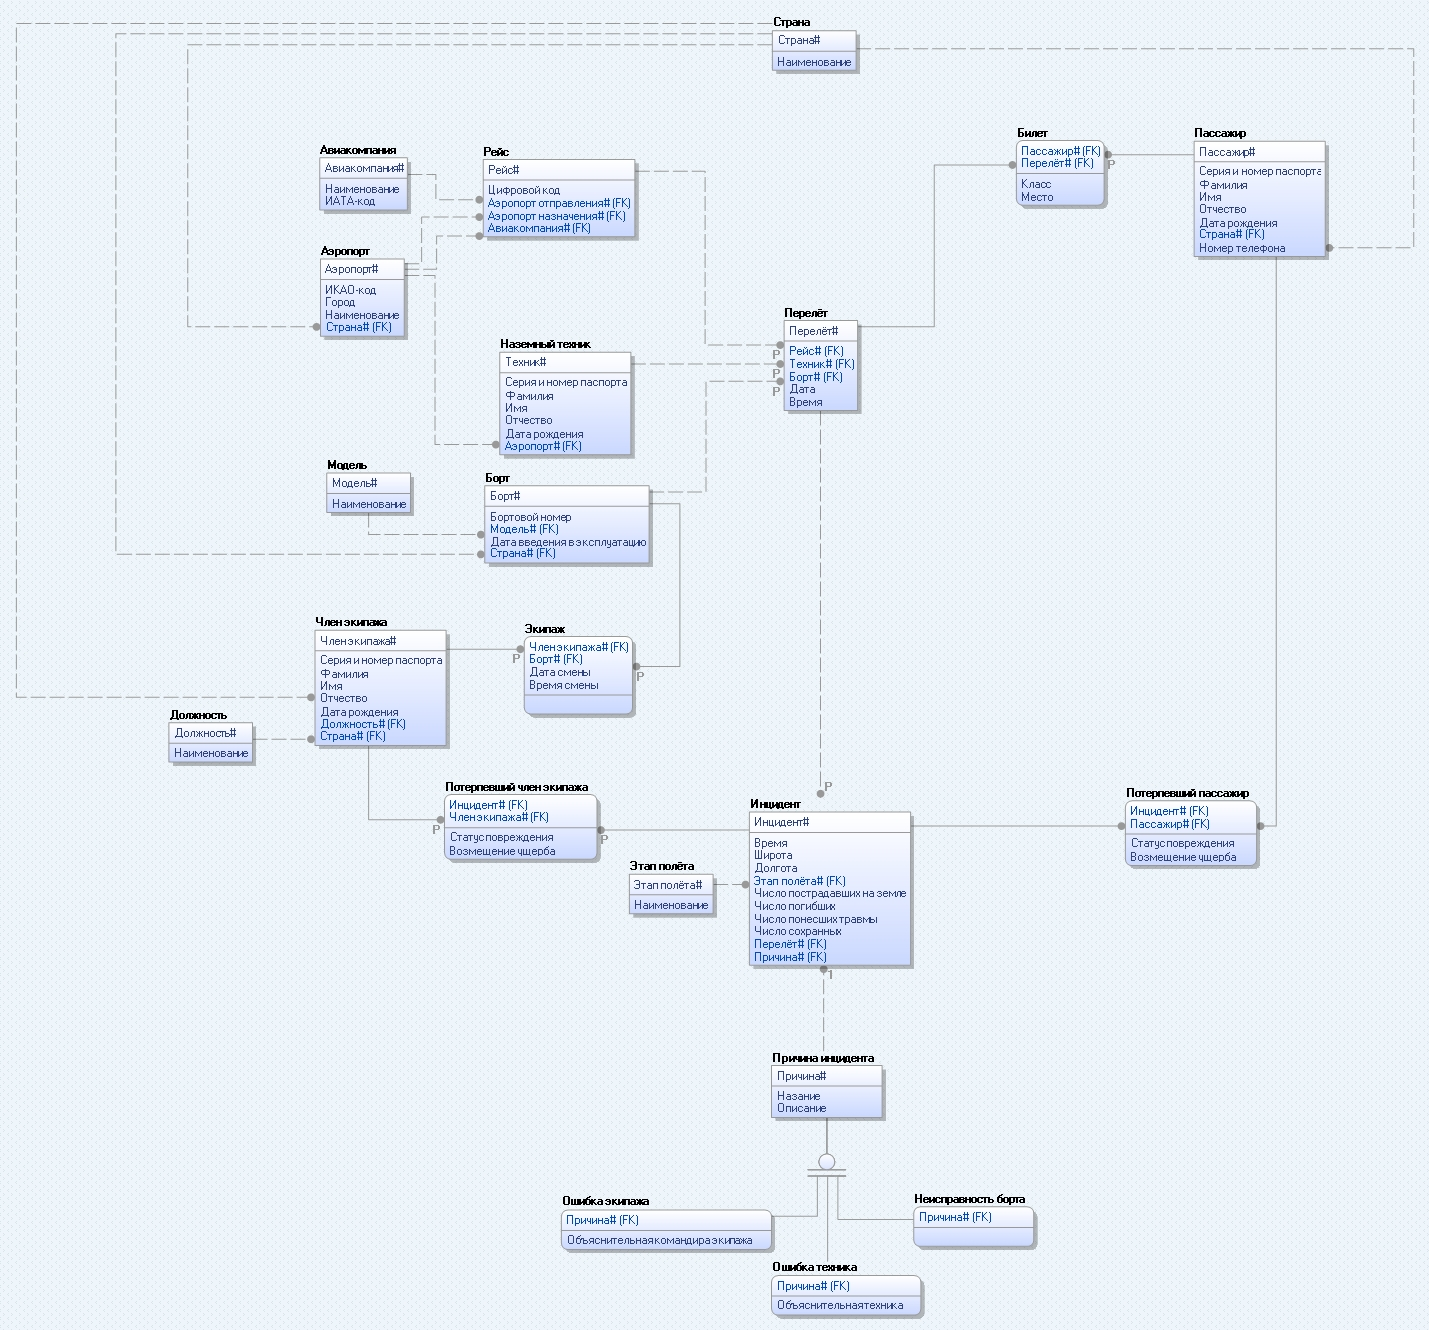 Страна
Страна#
Наименование
Авиакомпания
Авиакомпания#
Наименование
ИАТА-код
Рейс
Рейс#
Цифровой код
Аэропорт отправления# (FK)
Аэропорт назначения# (FK)
Авиакомпания# (FK)
Билет
Пассажир# (FK)
Перелёт# (FK)
Класс
Место
P
Пассажир
Пассажир#
Серия и номер паспорта
Фамилия
Имя
Отчество
Дата рождения
Страна# (FK)
Номер телефона
Аэропорт
Аэропорт#
ИКАО-код
Город
Наименование
Страна# (FK)
Перелёт
Перелёт#
Рейс# (FK)
Техник# (FK)
Борт# (FK)
Дата
Время
P
P
P
Наземный техник
Техник#
Серия и номер паспорта
Фамилия
Имя
Отчество
Дата рождения
Аэропорт# (FK)
Модель
Модель#
Наименование
Борт
Борт#
Бортовой номер
Модель# (FK)
Дата введения в эксплуатацию
Страна# (FK)
Член экипажа
Член экипажа#
Серия и номер паспорта
Фамилия
Имя
Отчество
Дата рождения
Должность# (FK)
Страна# (FK)
Экипаж
Член экипажа# (FK)
Борт# (FK)
Дата смены
Время смены
P
P
Должность
Должность#
Наименование
Потерпевший член экипажа
Инцидент# (FK)
Член экипажа# (FK)
Статус повреждения
Возмещение ущерба
P
P
P
Инцидент
Инцидент#
Время
Широта
Долгота
Этап полёта# (FK)
Число пострадавших на земле
Число погибших
Число понесших травмы
Число сохранных
Перелёт# (FK)
Причина# (FK)
1
Потерпевший пассажир
Инцидент# (FK)
Пассажир# (FK)
Статус повреждения
Возмещение ущерба
Этап полёта
Этап полёта#
Наименование
Причина инцидента
Причина#
Назание
Описание
Ошибка экипажа
Причина# (FK)
Объяснительная командира экипажа
Неисправность борта
Причина# (FK)
Ошибка техника
Причина# (FK)
Объяснительная техника